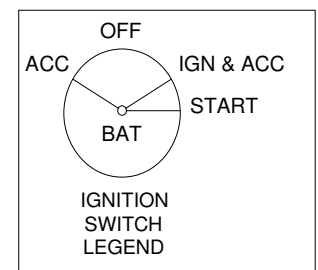 OFF
ACC
IGN & ACC
START
BAT
IGNITION
SWITCH
LEGEND